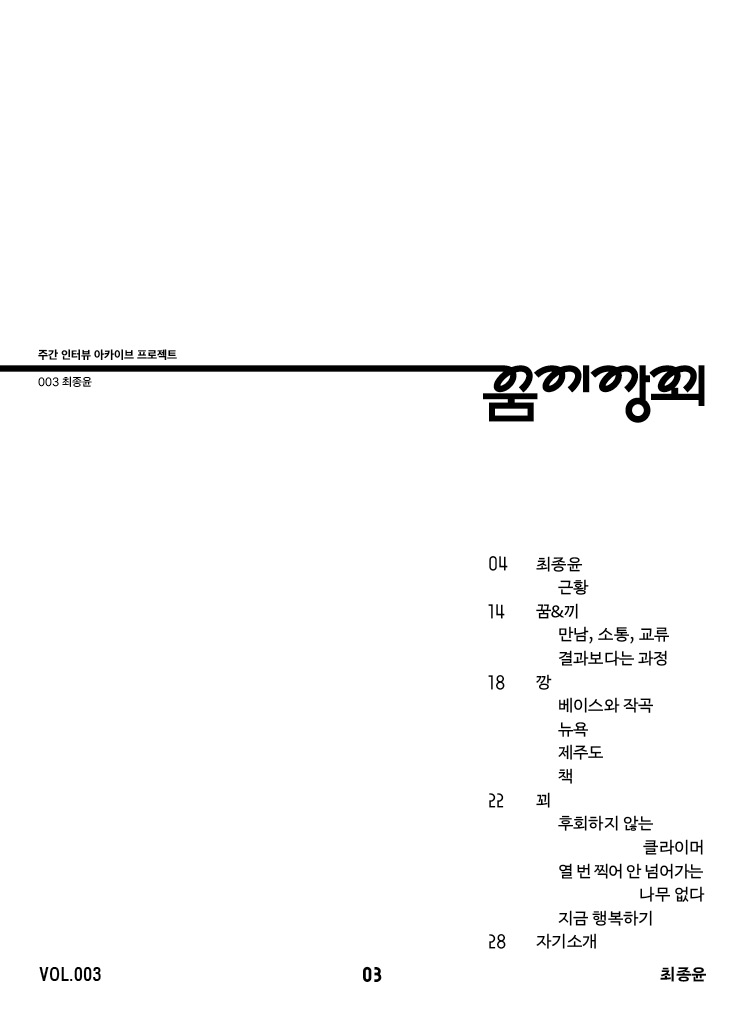 주간 인터뷰 아카이브 프로젝트
003 최종윤
꿈끼깡꾀
04 최종윤
근황
14 꿈&끼
만남, 소통, 교류
결과보다는 과정
18 깡
베이스와 작곡
뉴욕
제주도
책
22 꾀
후회하지 않는
클라이머
열 번 찍어 안 넘어가는
나무 없다
지금 행복하기
28 자기소개
VOL.003 03 최종윤